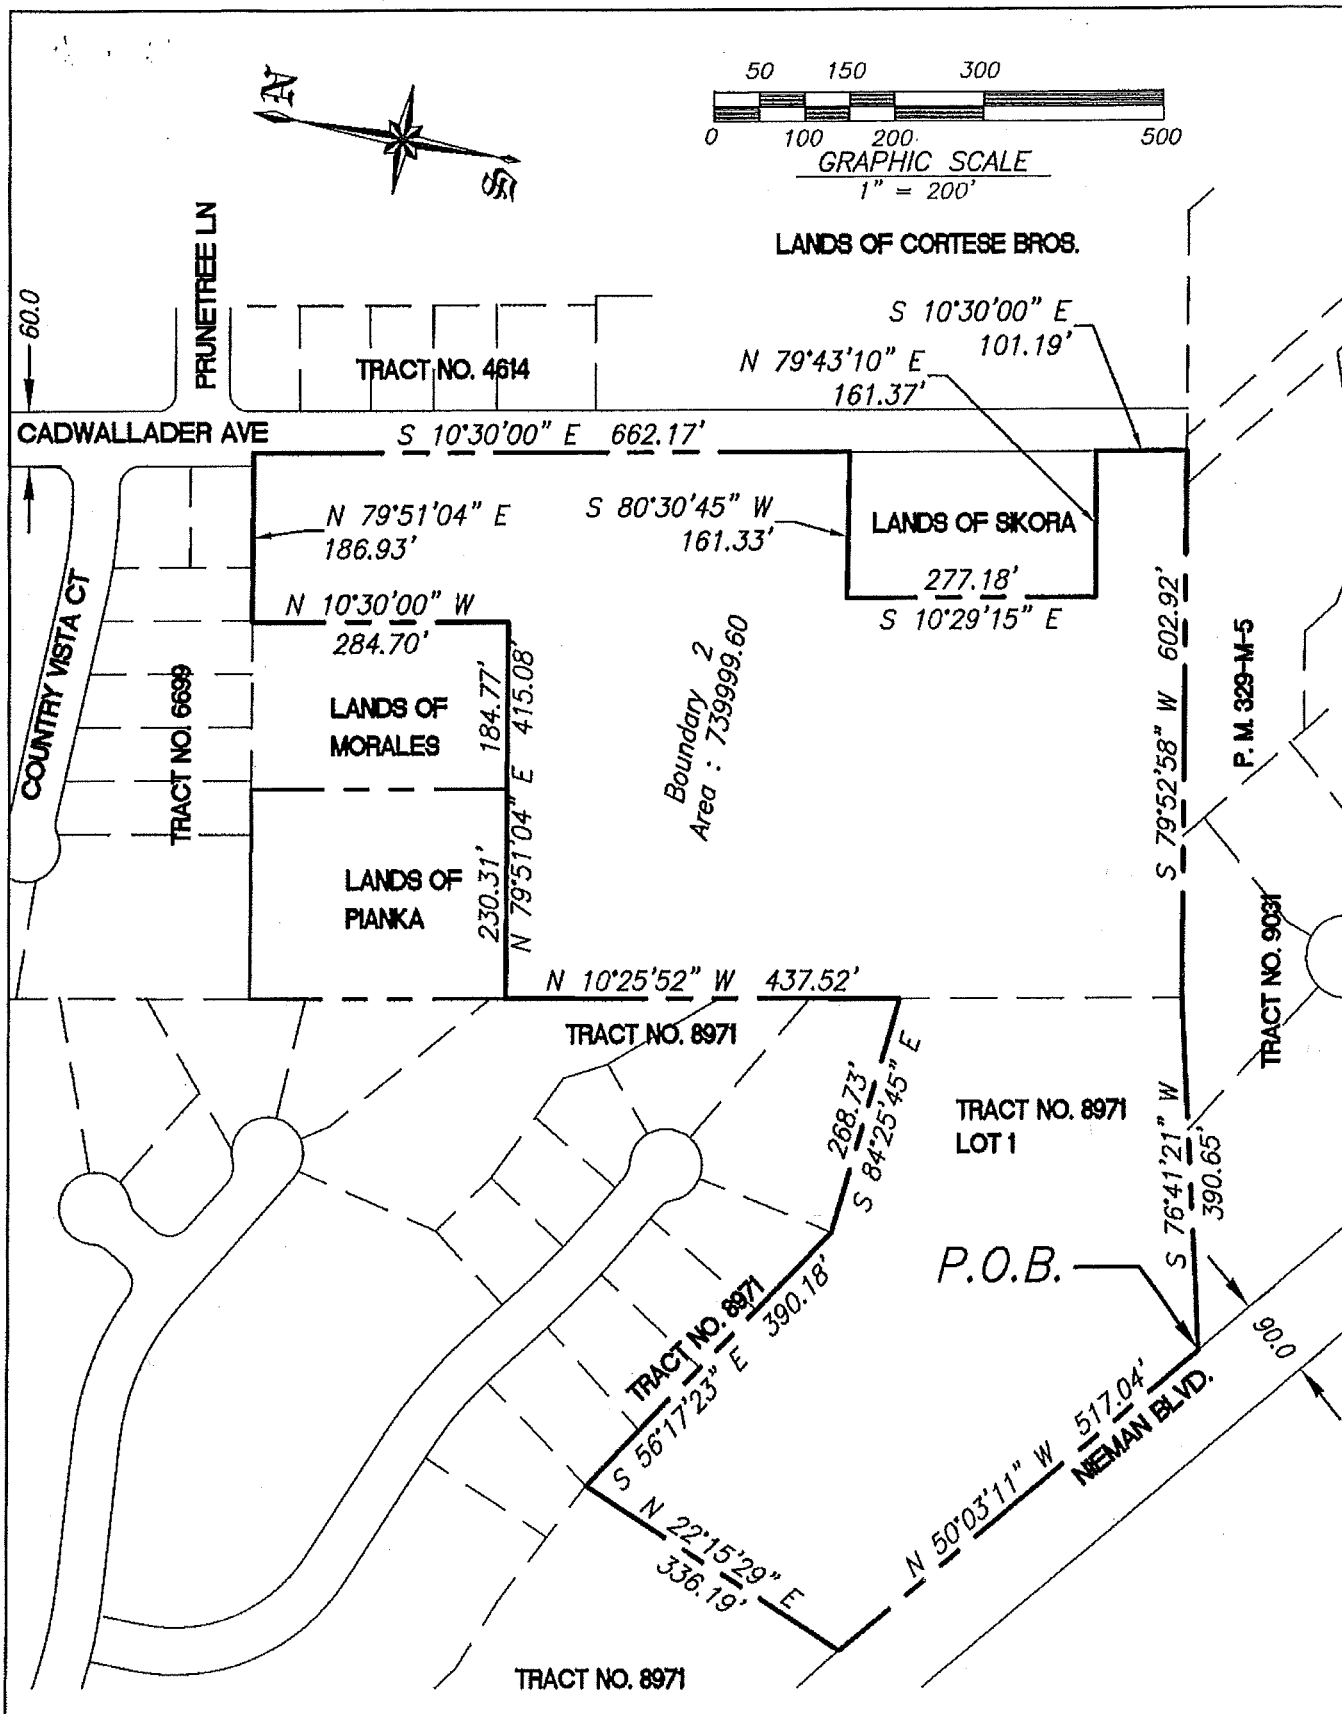 N
S
50 150 300
0 100 200 500
GRAPHIC SCALE
1" = 200'
LANDS OF CORTESE BROS.
60.0
PRUNETREE LN
TRACT NO. 4614
S 10°30'00" E
101.19'
N 79°43'10" E
161.37'
CADWALLADER AVE
S 10°30'00" E 662.17'
N 79°51'04" E
186.93'
S 80°30'45" W
161.33'
LANDS OF SIKORA
277.18'
S 10°29'15" E
N 10°30'00" W
284.70'
COUNTRY VISTA CT
TRACT NO. 6699
LANDS OF
MORALES
184.77'
N 79°51'04" E 415.08'
Boundary 2
Area : 739999.60
S 79°52'58" W 602.92'
P. M. 329-M-5
LANDS OF
PIANKA
230.31'
N 10°25'52" W 437.52'
TRACT NO. 8971
TRACT NO. 9031
268.73'
S 84°25'45" E
TRACT NO. 8971
LOT 1
S 76°41'21" W
390.65'
P.O.B.
90.0
TRACT NO. 8971
S 56°17'23" E 390.18'
N 50°03'11" W 517.04'
NIEMAN BLVD.
N 22°15'29" E
336.19'
TRACT NO. 8971